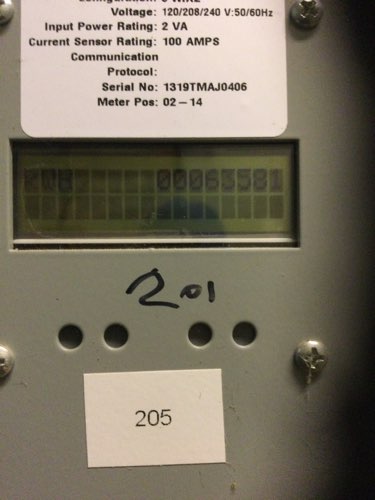 Voltage: 120/208/240 V:50/60Hz
Input Power Rating: 2 VA
Current Sensor Rating: 100 AMPS
Communication
Protocol:
Serial No: 1319TMAJ0406
Meter Pos: 02-14
KWH 00063581
201
205